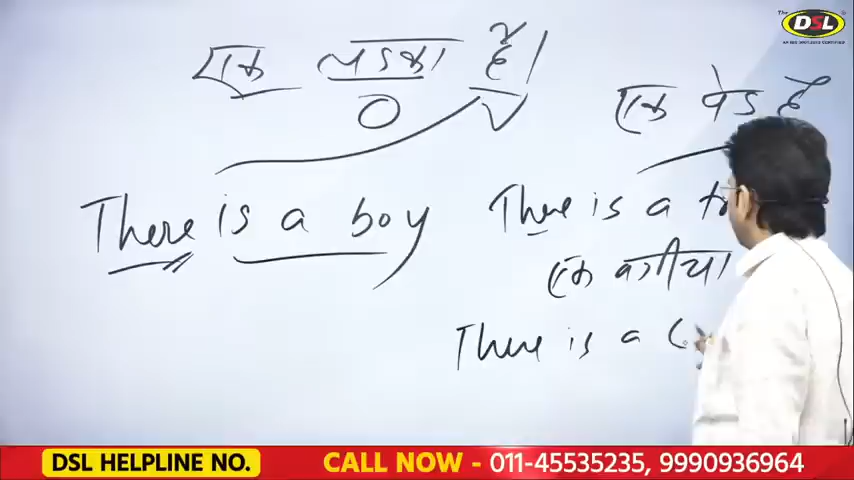 एक लड़का है।
O V
There is a boy
एक पेड़ है
There is a
एक बगीचा
There is a
The
DSL
DSL HELPLINE NO.
CALL NOW - 011-45535235, 9990936964